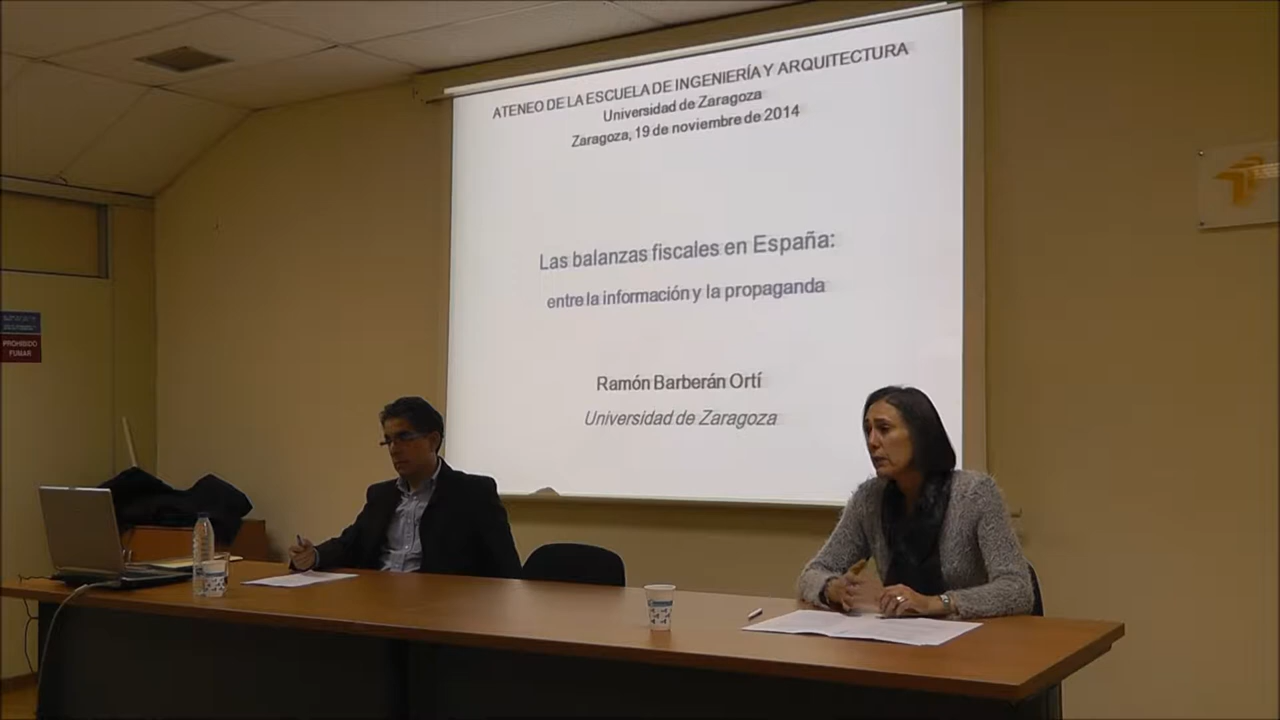 ATENEO DE LA ESCUELA DE INGENIERÍA Y ARQUITECTURA
Universidad de Zaragoza
Zaragoza, 19 de noviembre de 2014
Las balanzas fiscales en España:
entre la información y la propaganda
Ramón Barberán Ortí
Universidad de Zaragoza
PROHIBIDO
FUMAR